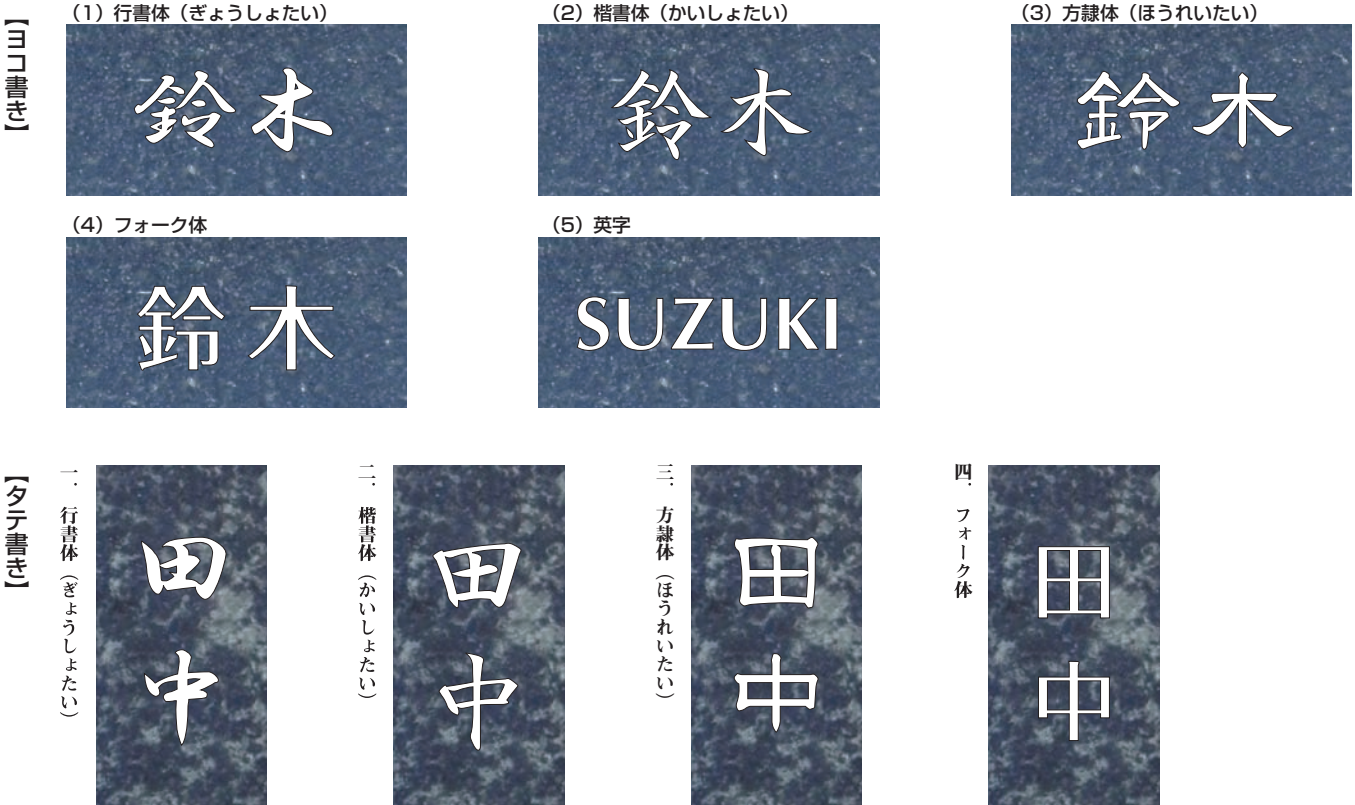 【ヨコ書き】
（1）行書体（ぎょうしょたい）
鈴木
（2）楷書体（かいしょたい）
鈴木
（3）方隷体（ほうれいたい）
鈴木
（4）フォーク体
鈴木
（5）英字
SUZUKI
【タテ書き】
一．行書体（ぎょうしょたい）
田中
二．楷書体（かいしょたい）
田中
三．方隷体（ほうれいたい）
田中
四．フォーク体
田中